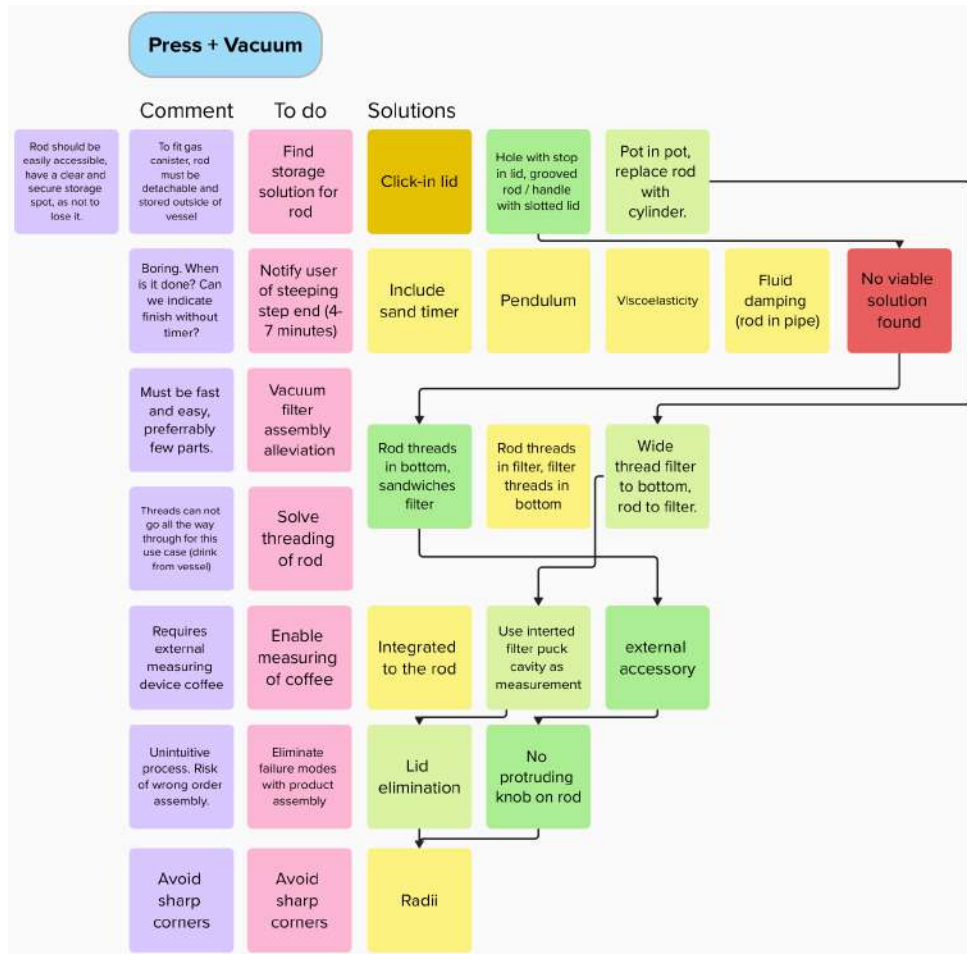 Press + Vacuum
Comment
To do
Solutions
Rod should be
easily accessible,
have a clear and
secure storage
spot, as not to
lose it.
To fit gas
canister, rod
must be
detachable and
stored outside of
vessel
Find
storage
solution for
rod
Click-in lid
Hole with stop
in lid, grooved
rod / handle
with slotted lid
Pot in pot,
replace rod
with
cylinder.
Boring. When
is it done? Can
we indicate
finish without
timer?
Notify user
of steeping
step end (4-
7 minutes)
Include
sand timer
Pendulum
Viscoelasticity
Fluid
damping
(rod in pipe)
No viable
solution
found
Must be fast
and easy,
preferrably
few parts.
Vacuum
filter
assembly
alleviation
Rod threads
in bottom,
sandwiches
filter
Rod threads
in filter, filter
threads in
bottom
Wide
thread filter
to bottom,
rod to filter.
Threads can not
go all the way
through for this
use case (drink
from vessel)
Solve
threading
of rod
Requires
external
measuring
device coffee
Enable
measuring
of coffee
Integrated
to the rod
Use interted
filter puck
cavity as
measurement
external
accessory
Unintuitive
process. Risk
of wrong order
assembly.
Eliminate
failure modes
with product
assembly
Lid
elimination
No
protruding
knob on rod
Avoid
sharp
corners
Avoid
sharp
corners
Radii